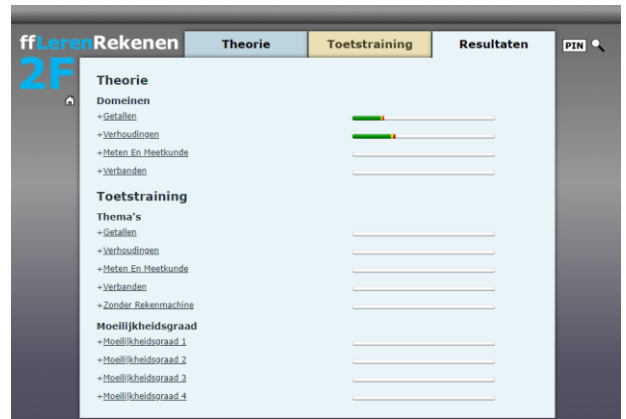 ffLerenRekenen
2F
Theorie
Toetstraining
Resultaten
PIN
Theorie
Domeinen
+Getallen
+Verhoudingen
+Meten En Meetkunde
+Verbanden
Toetstraining
Thema's
+Getallen
+Verhoudingen
+Meten En Meetkunde
+Verbanden
+Zonder Rekenmachine
Moeilijkheidsgraad
+Moeilijkheidsgraad 1
+Moeilijkheidsgraad 2
+Moeilijkheidsgraad 3
+Moeilijkheidsgraad 4